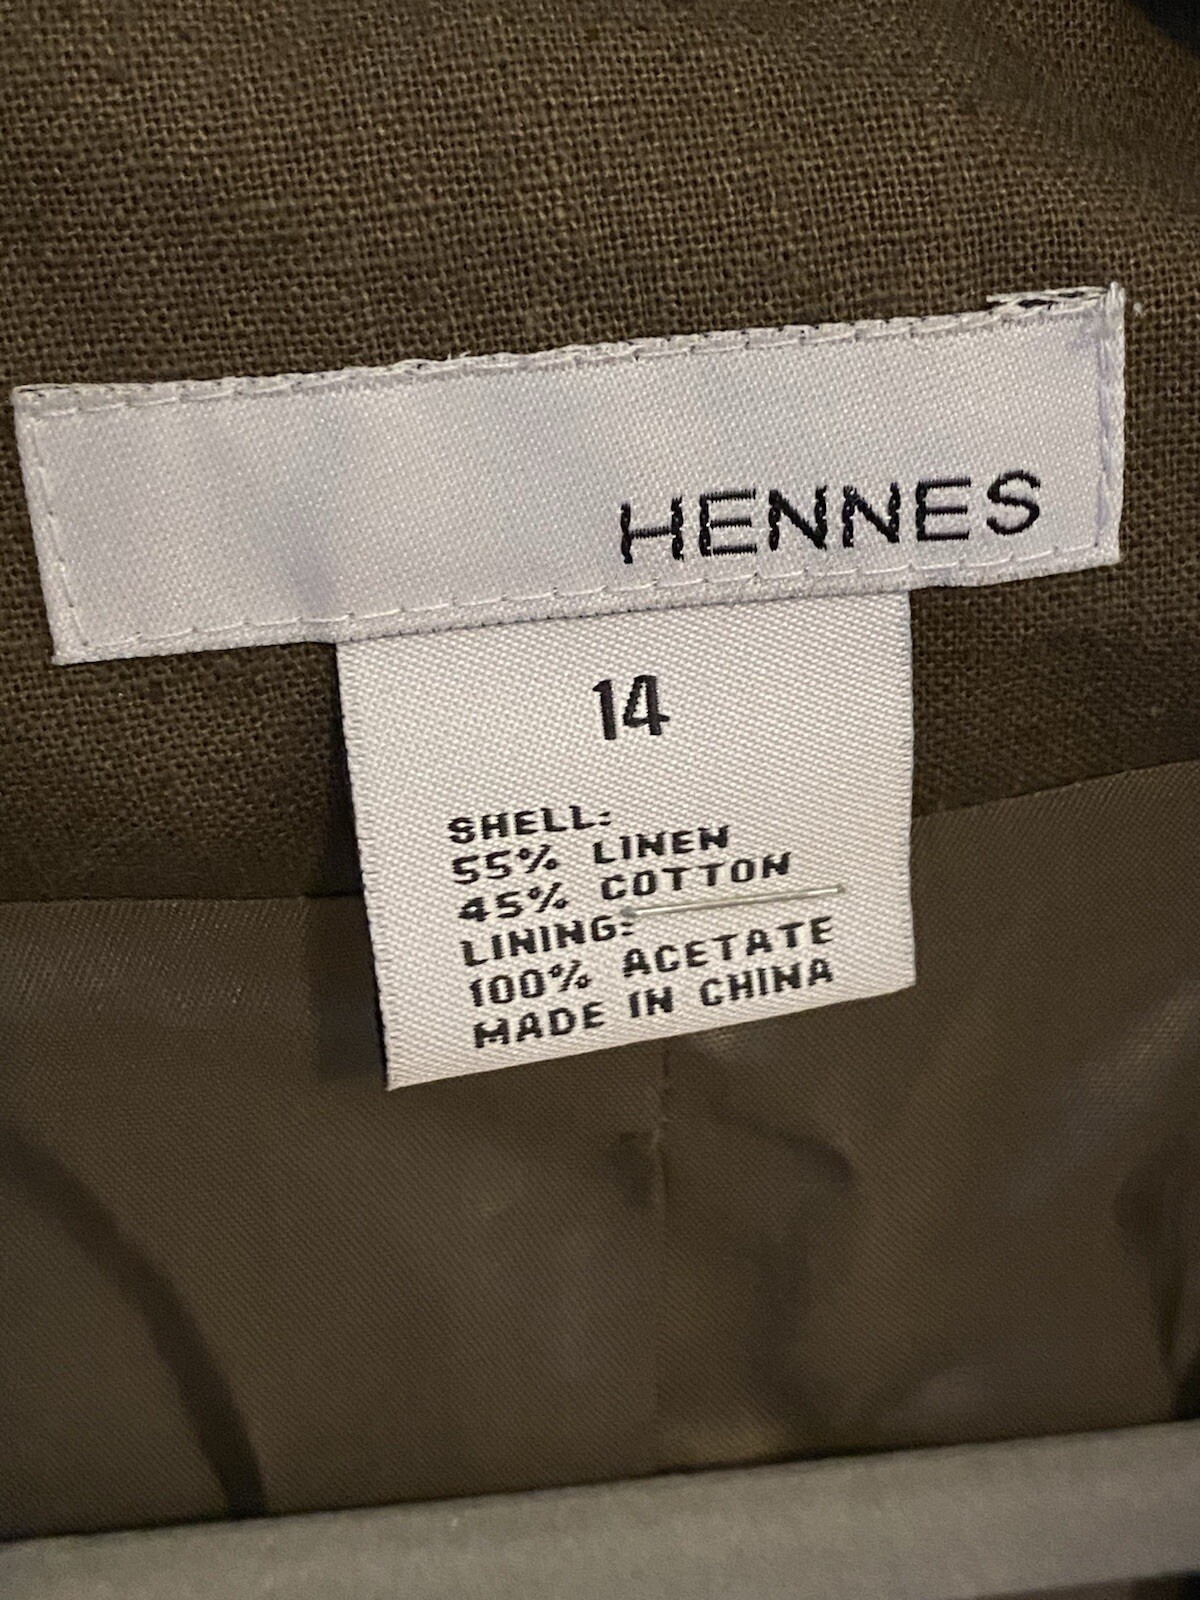 HENNES
14
SHELL:
55% LINEN
45% COTTON
LINING:
100% ACETATE
MADE IN CHINA